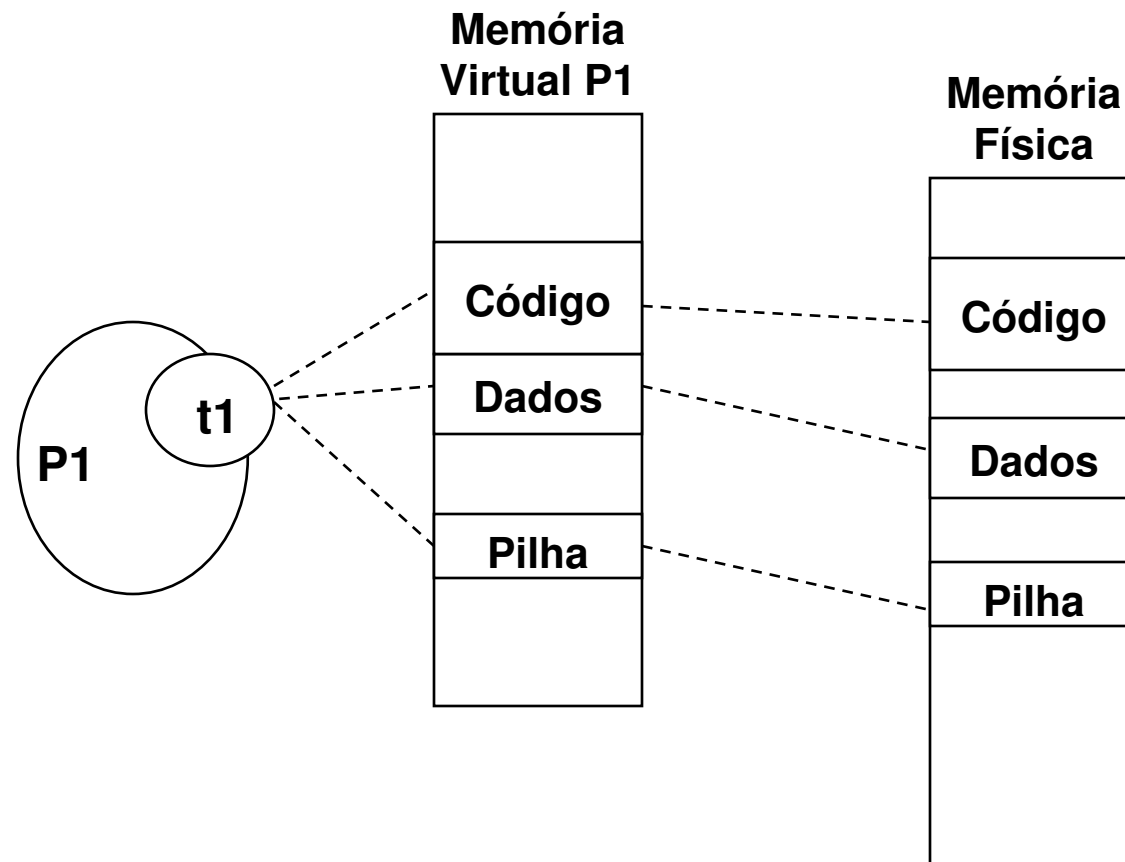 Memória
Virtual P1
Memória
Física
Código
Código
Dados
t1
P1
Dados
Pilha
Pilha